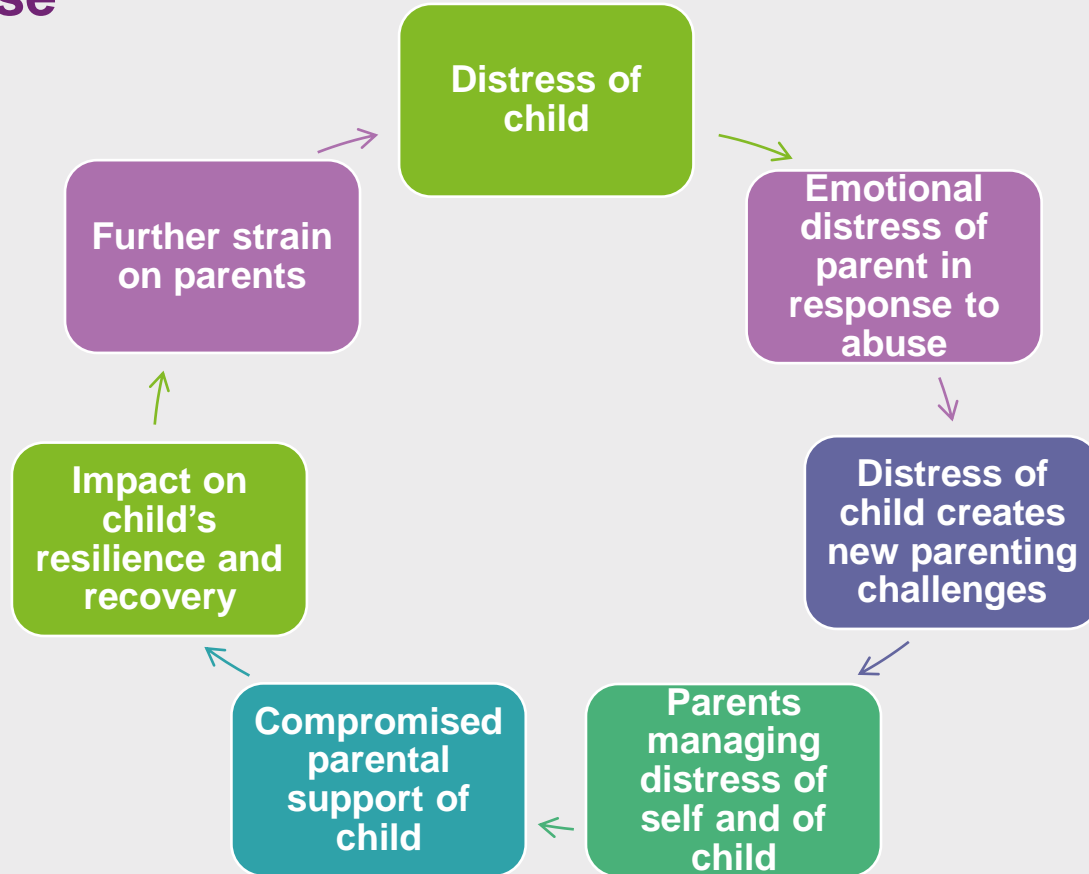 Distress of
child
Emotional
distress of
parent in
response to
abuse
Distress of
child creates
new parenting
challenges
Parents
managing
distress of
self and of
child
Compromised
parental
support of
child
Impact on
child’s
resilience and
recovery
Further strain
on parents